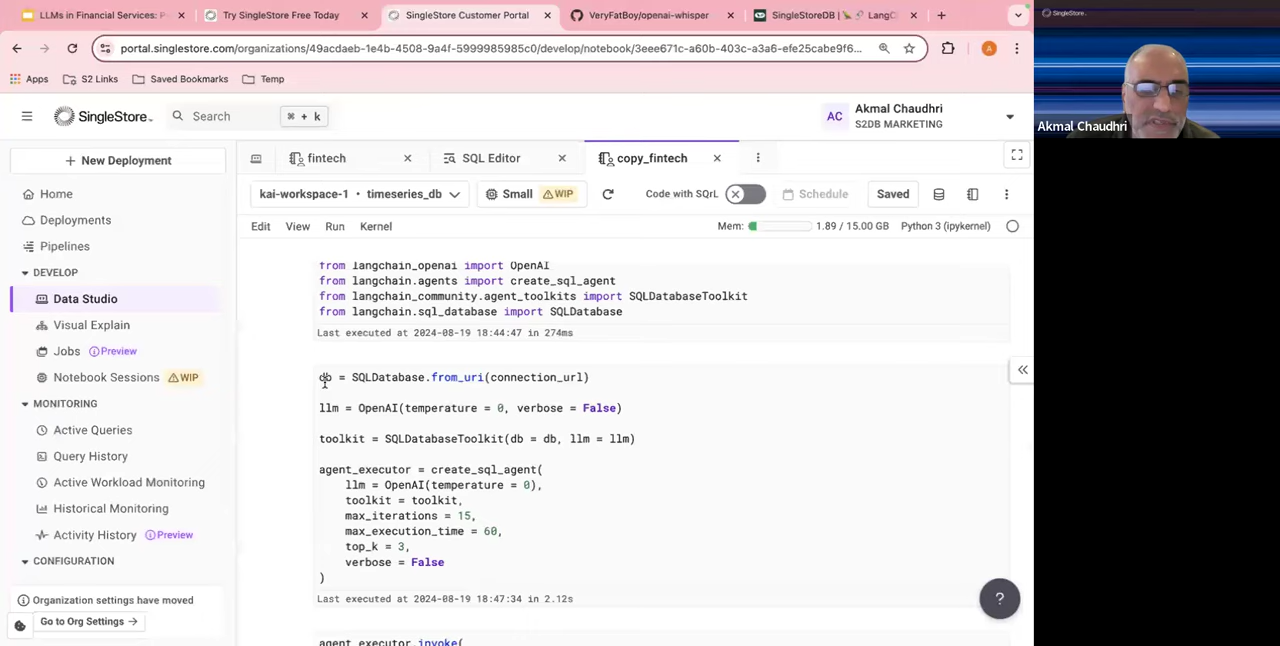 LLMs in Financial Services: P
Try SingleStore Free Today
SingleStore Customer Portal
VeryFatBoy/openai-whisper
SingleStoreDB | 🦜️🔗 LangC
portal.singlestore.com/organizations/49acdaeb-1e4b-4508-9a4f-5999985985c0/develop/notebook/3eee671c-a60b-403c-a3a6-efe25cabe9f6...
A
Apps
S2 Links
Saved Bookmarks
Temp
SingleStore
Akmal Chaudhri
SingleStore
Search
⌘ + k
AC
Akmal Chaudhri
S2DB MARKETING
+ New Deployment
Home
Deployments
Pipelines
DEVELOP
Data Studio
Visual Explain
Jobs
Preview
Notebook Sessions
WIP
MONITORING
Active Queries
Query History
Active Workload Monitoring
Historical Monitoring
Activity History
Preview
CONFIGURATION
Organization settings have moved
Go to Org Settings →
fintech
SQL Editor
copy_fintech
kai-workspace-1 • timeseries_db
Small
WIP
Code with SQrL
Schedule
Saved
Edit
View
Run
Kernel
Mem:
1.89 / 15.00 GB
Python 3 (ipykernel)
from langchain_openai import OpenAI
from langchain.agents import create_sql_agent
from langchain_community.agent_toolkits import SQLDatabaseToolkit
from langchain.sql_database import SQLDatabase
Last executed at 2024-08-19 18:44:47 in 274ms
db = SQLDatabase.from_uri(connection_url)
llm = OpenAI(temperature = 0, verbose = False)
toolkit = SQLDatabaseToolkit(db = db, llm = llm)
agent_executor = create_sql_agent(
llm = OpenAI(temperature = 0),
toolkit = toolkit,
max_iterations = 15,
max_execution_time = 60,
top_k = 3,
verbose = False
)
Last executed at 2024-08-19 18:47:34 in 2.12s
agent_executor.invoke(
?